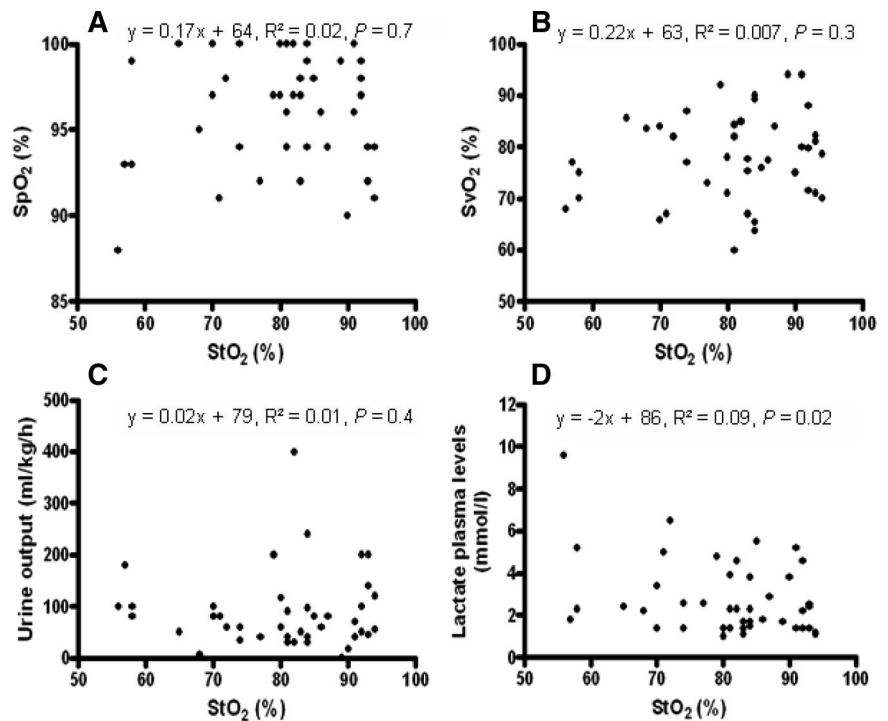 A
y = 0.17x + 64, R² = 0.02, P = 0.7
SpO₂ (%)
100
95
90
85
50 60 70 80 90 100
StO₂ (%)
B
y = 0.22x + 63, R² = 0.007, P = 0.3
SvO₂ (%)
100
90
80
70
60
50
50 60 70 80 90 100
StO₂ (%)
C
y = 0.02x + 79, R² = 0.01, P = 0.4
Urine output (ml/kg/h)
500
400
300
200
100
0
50 60 70 80 90 100
StO₂ (%)
D
y = -2x + 86, R² = 0.09, P = 0.02
Lactate plasma levels
(mmol/l)
12
10
8
6
4
2
0
50 60 70 80 90 100
StO₂ (%)